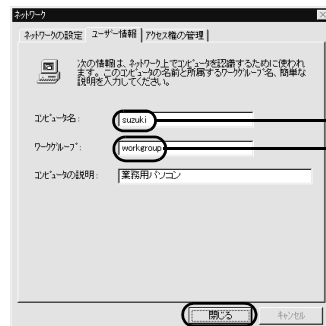 ネットワーク
ネットワークの設定 ユーザー情報 アクセス権の管理
次の情報は、ネットワーク上でコンピュータを認識するために使われ
ます。このコンピュータの名前と所属するワークグループ名、簡単な
説明を入力してください。
コンピュータ名: suzuki
ワークグループ: workgroup
コンピュータの説明: 業務用パソコン
閉じる キャンセル